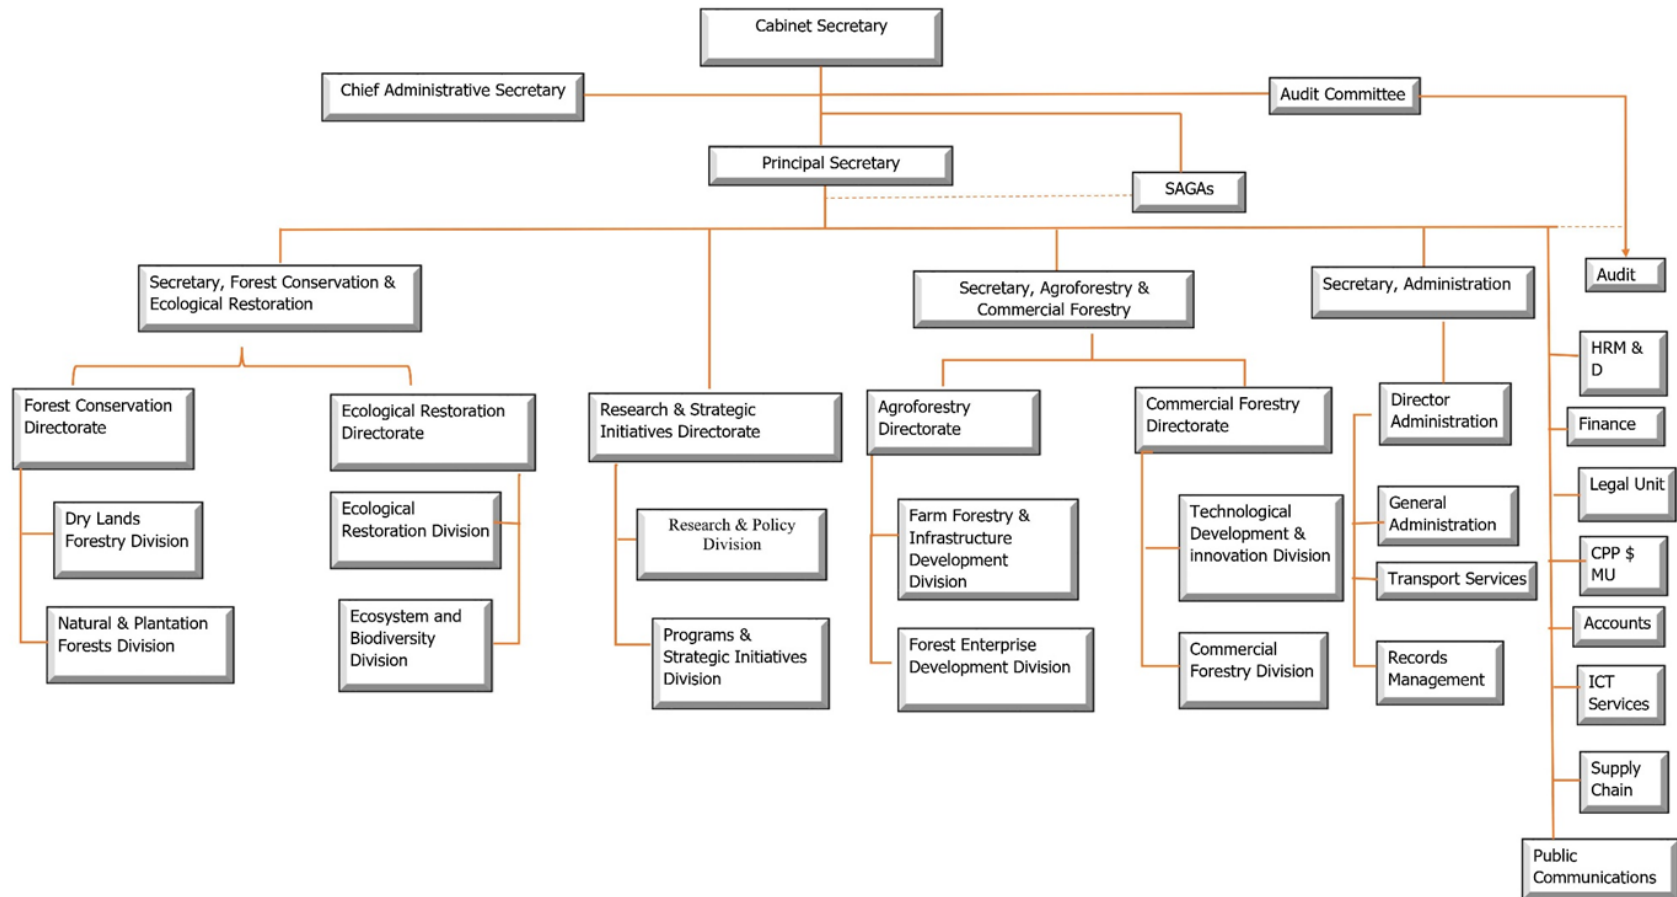 Cabinet Secretary
Chief Administrative Secretary
Audit Committee
Principal Secretary
SAGAs
Secretary, Forest Conservation &
Ecological Restoration
Secretary, Agroforestry &
Commercial Forestry
Secretary, Administration
Audit
HRM &
D
Forest Conservation
Directorate
Ecological Restoration
Directorate
Research & Strategic
Initiatives Directorate
Agroforestry
Directorate
Commercial Forestry
Directorate
Director
Administration
Finance
Legal Unit
Dry Lands
Forestry Division
Ecological
Restoration Division
Research & Policy
Division
Farm Forestry &
Infrastructure
Development
Division
Technological
Development &
innovation Division
General
Administration
CPP $
MU
Transport Services
Accounts
Natural & Plantation
Forests Division
Ecosystem and
Biodiversity
Division
Programs &
Strategic Initiatives
Division
Forest Enterprise
Development Division
Commercial
Forestry Division
Records
Management
ICT
Services
Supply
Chain
Public
Communications